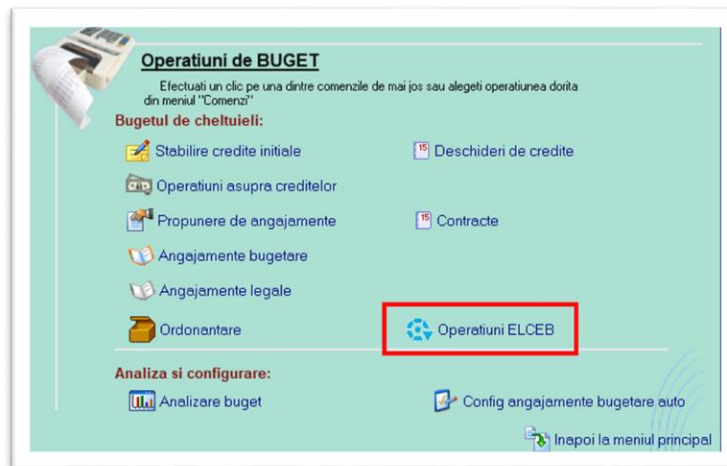 Operatiuni de BUGET
Efectuati un clic pe una dintre comenzile de mai jos sau alegeti operatiunea dorita
din meniul "Comenzi"
Bugetul de cheltuieli:
Stabilire credite initiale
15 Deschideri de credite
Operatiuni asupra creditelor
Propunere de angajamente
15 Contracte
Angajamente bugetare
Angajamente legale
Ordonantare
Operatiuni ELCEB
Analiza si configurare:
Analizare buget
Config angajamente bugetare auto
Inapoi la meniul principal